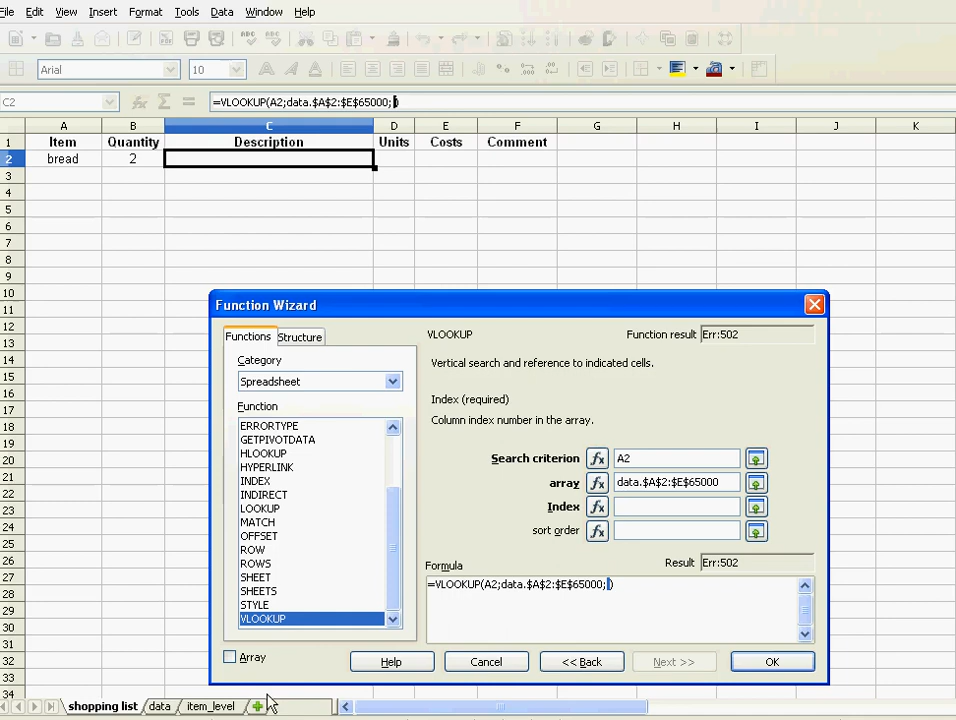 File Edit View Insert Format Tools Data Window Help
Arial 10
C2 =VLOOKUP(A2;data.$A$2:$E$65000; )
A B C D E F G H I J K
1 Item Quantity Description Units Costs Comment
2 bread 2
3
4
5
6
7
8
9
10
11
12
13
14
15
16
17
18
19
20
21
22
23
24
25
26
27
28
29
30
31
32
33
34
Function Wizard
Functions Structure
Category
Spreadsheet
Function
ERRORTYPE
GETPIVOTDATA
HLOOKUP
HYPERLINK
INDEX
INDIRECT
LOOKUP
MATCH
OFFSET
ROW
ROWS
SHEET
SHEETS
STYLE
VLOOKUP
VLOOKUP Function result Err:502
Vertical search and reference to indicated cells.
Index (required)
Column index number in the array.
Search criterion fx A2
array fx data.$A$2:$E$65000
Index fx
sort order fx
Formula Result Err:502
=VLOOKUP(A2;data.$A$2:$E$65000; )
Array Help Cancel << Back Next >> OK
shopping list data item_level